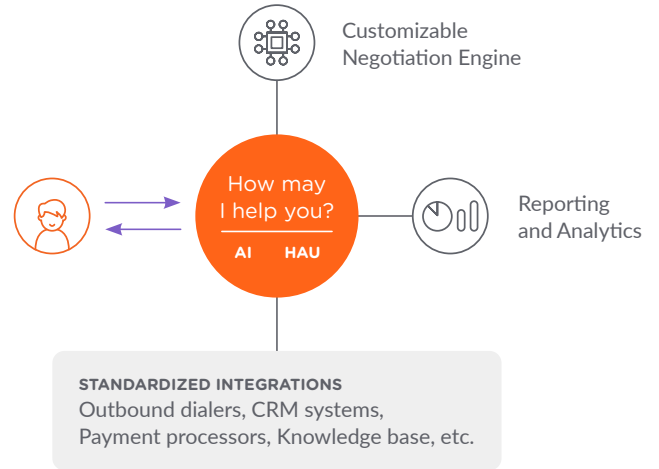 Customizable
Negotiation Engine
How may
I help you?
AI HAU
Reporting
and Analytics
STANDARDIZED INTEGRATIONS
Outbound dialers, CRM systems,
Payment processors, Knowledge base, etc.